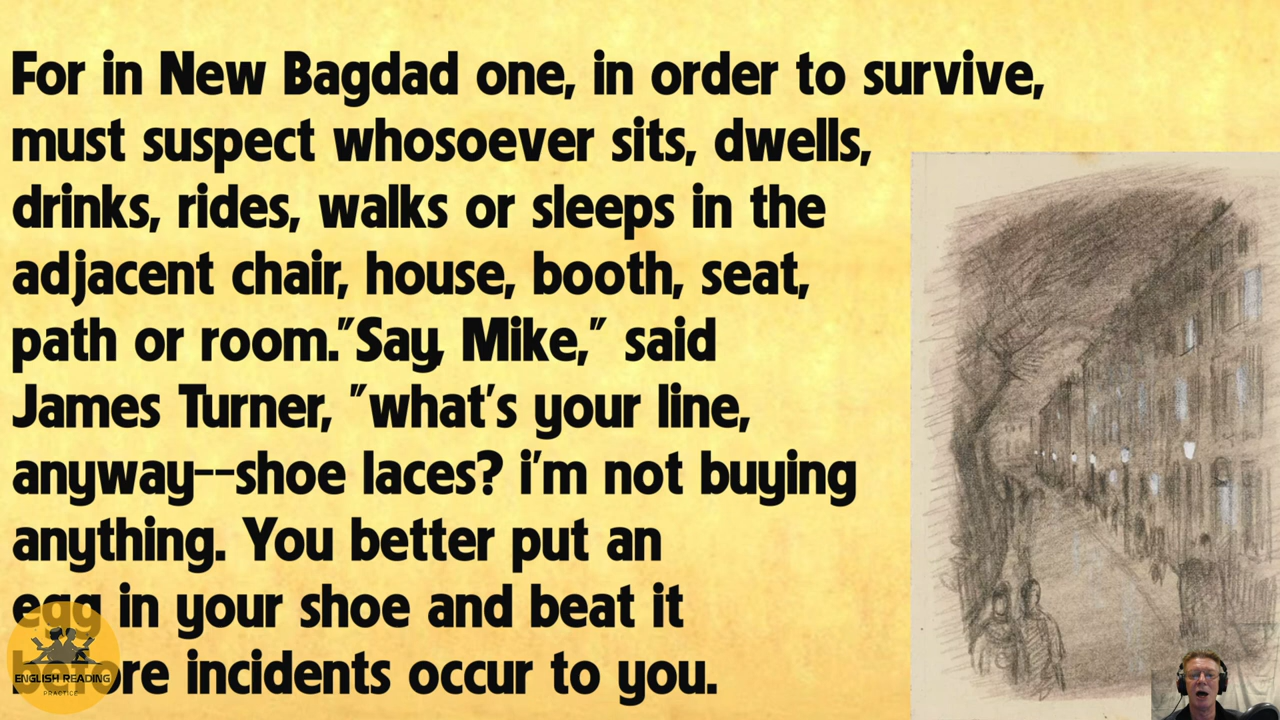 For in New Bagdad one, in order to survive,
must suspect whosoever sits, dwells,
drinks, rides, walks or sleeps in the
adjacent chair, house, booth, seat,
path or room."Say, Mike," said
James Turner, "what's your line,
anyway--shoe laces? i'm not buying
anything. You better put an
egg in your shoe and beat it
before incidents occur to you.
ENGLISH READING
PRACTICE